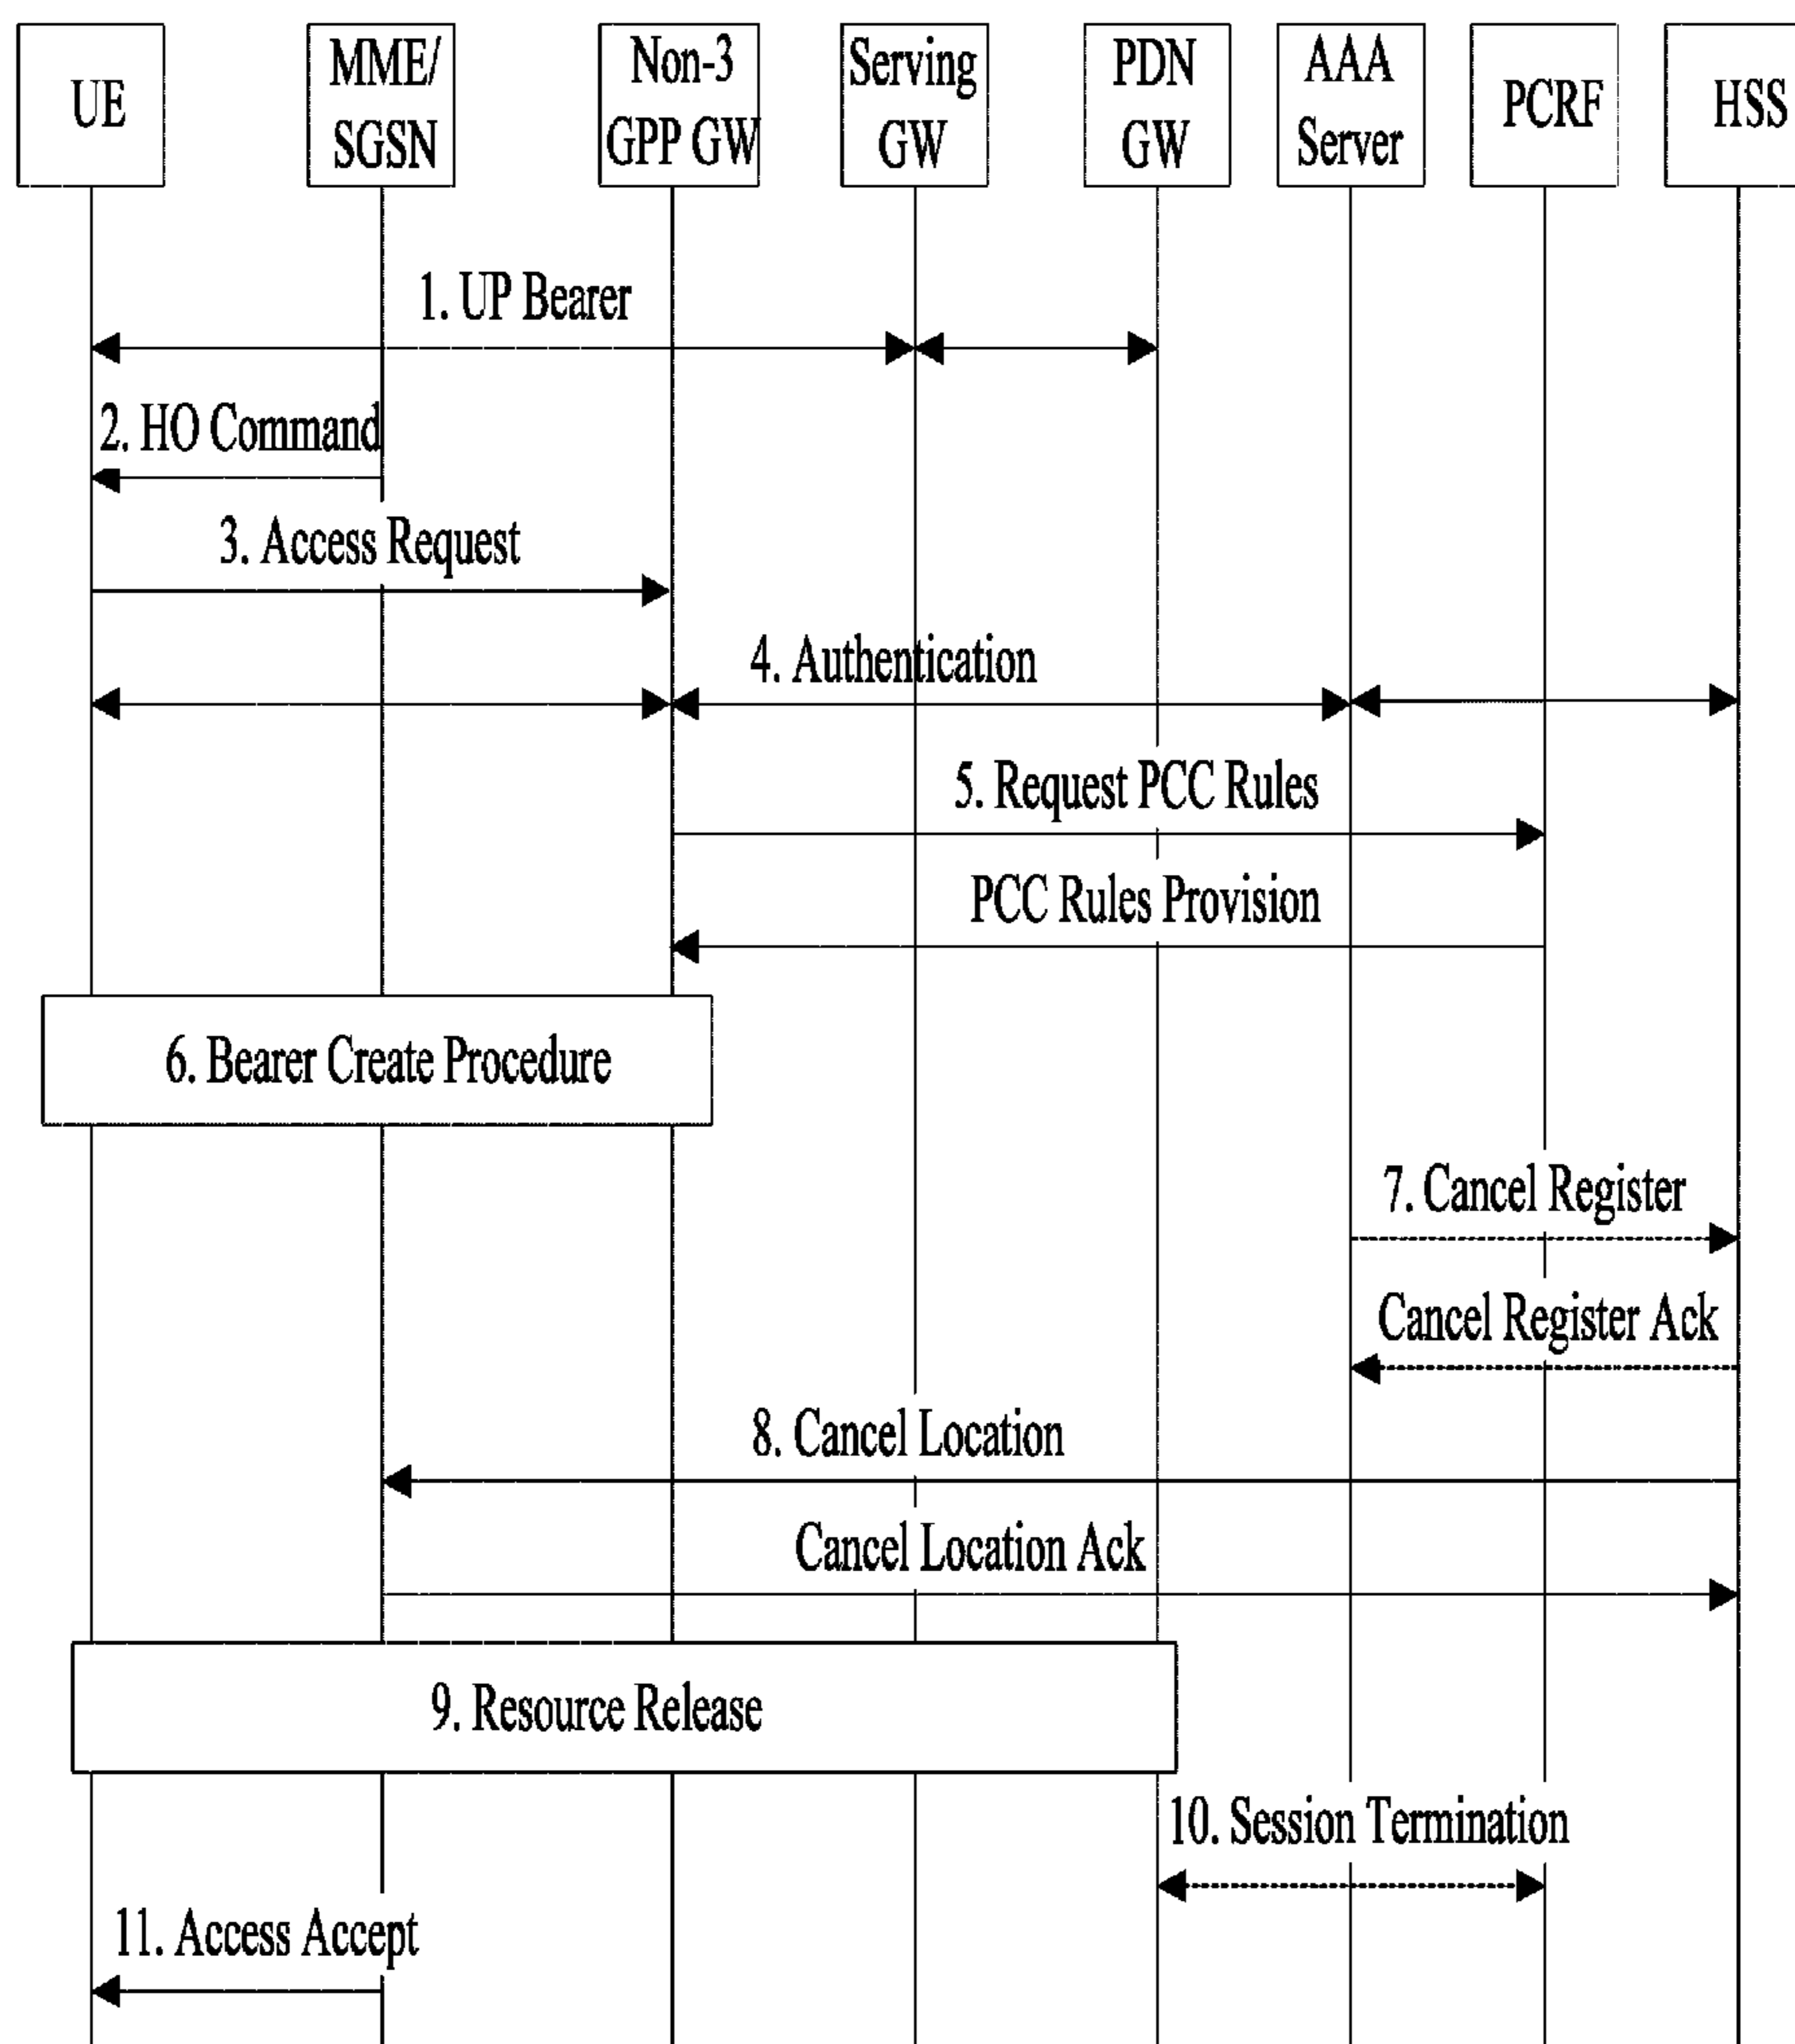 UE
MME/
SGSN
Non-3
GPP GW
Serving
GW
PDN
GW
AAA
Server
PCRF
HSS
1. UP Bearer
2. HO Command
3. Access Request
4. Authentication
5. Request PCC Rules
PCC Rules Provision
6. Bearer Create Procedure
7. Cancel Register
Cancel Register Ack
8. Cancel Location
Cancel Location Ack
9. Resource Release
10. Session Termination
11. Access Accept